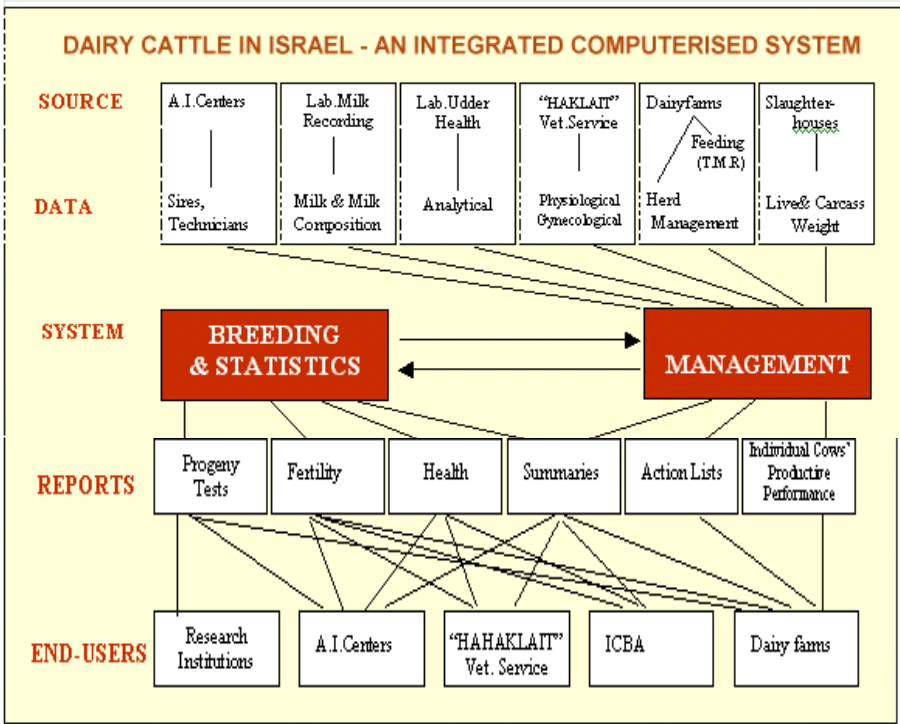 DAIRY CATTLE IN ISRAEL - AN INTEGRATED COMPUTERISED SYSTEM
SOURCE
A.I.Centers
Lab.Milk
Recording
Lab.Udder
Health
“HAKLAIT”
Vet.Service
Dairyfarms
Feeding
(T.M.R)
Slaughter-
houses
DATA
Sires,
Technicians
Milk & Milk
Composition
Analytical
Physiological
Gynecological
Herd
Management
Live& Carcass
Weight
SYSTEM
BREEDING
& STATISTICS
MANAGEMENT
REPORTS
Progeny
Tests
Fertility
Health
Summaries
Action Lists
Individual Cows’
Productive
Performance
END-USERS
Research
Institutions
A.I.Centers
“HAHAKLAIT”
Vet. Service
ICBA
Dairy farms